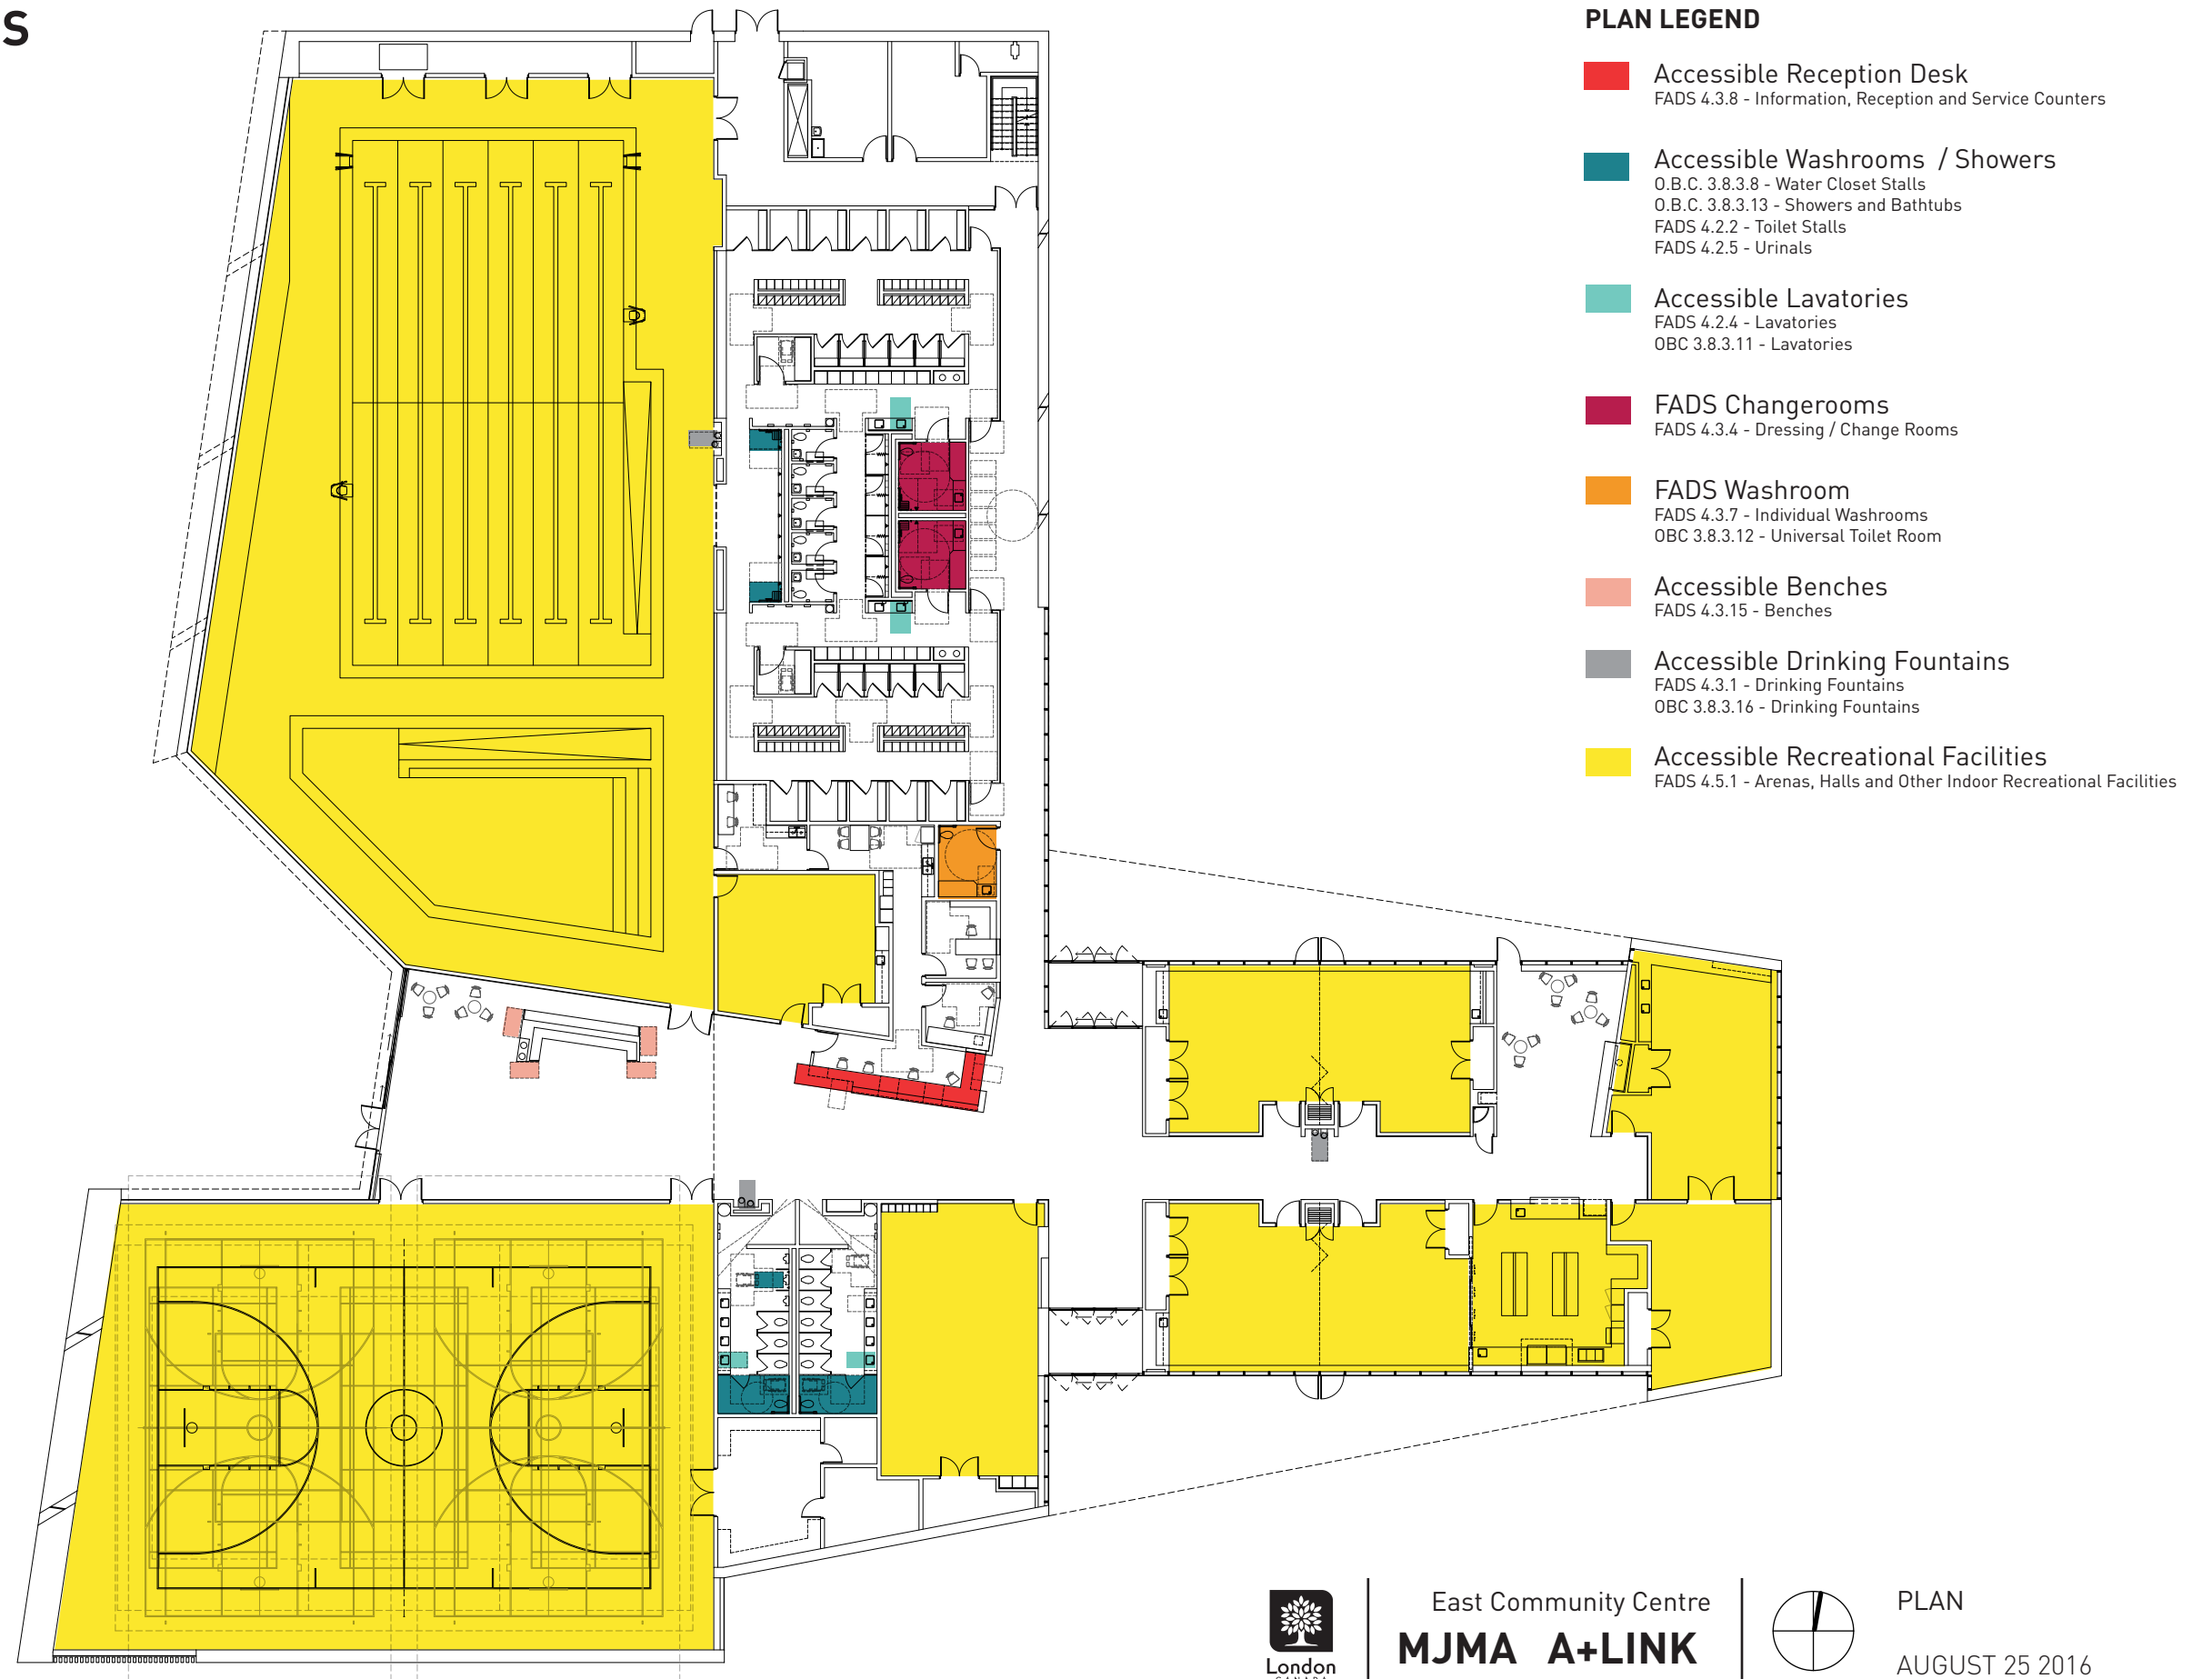 S
PLAN LEGEND
Accessible Reception Desk
FADS 4.3.8 - Information, Reception and Service Counters
Accessible Washrooms / Showers
O.B.C. 3.8.3.8 - Water Closet Stalls
O.B.C. 3.8.3.13 - Showers and Bathtubs
FADS 4.2.2 - Toilet Stalls
FADS 4.2.5 - Urinals
Accessible Lavatories
FADS 4.2.4 - Lavatories
OBC 3.8.3.11 - Lavatories
FADS Changerooms
FADS 4.3.4 - Dressing / Change Rooms
FADS Washroom
FADS 4.3.7 - Individual Washrooms
OBC 3.8.3.12 - Universal Toilet Room
Accessible Benches
FADS 4.3.15 - Benches
Accessible Drinking Fountains
FADS 4.3.1 - Drinking Fountains
OBC 3.8.3.16 - Drinking Fountains
Accessible Recreational Facilities
FADS 4.5.1 - Arenas, Halls and Other Indoor Recreational Facilities
London
CANADA
East Community Centre
MJMA A+LINK
PLAN
AUGUST 25 2016